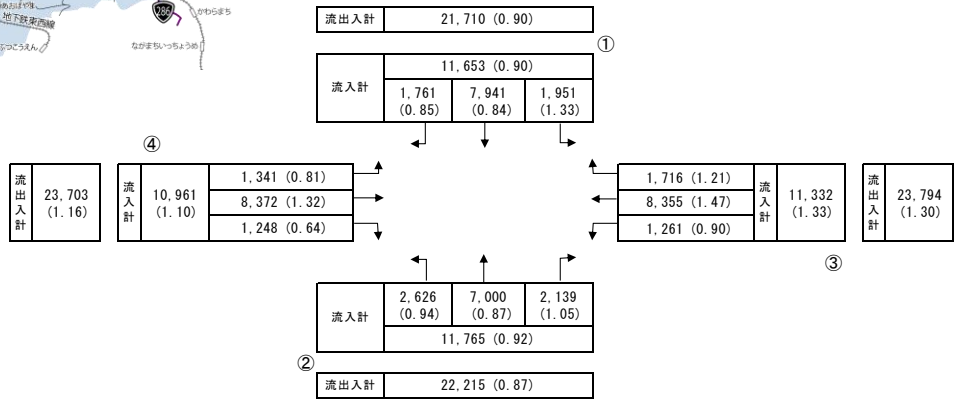 地下鉄東西線
286
かわらまち
ながまちいっちょうめ
流出入計
21,710 (0.90)
①
流入計
11,653 (0.90)
1,761 (0.85)
7,941 (0.84)
1,951 (1.33)
④
流出入計
23,703 (1.16)
流入計
10,961 (1.10)
1,341 (0.81)
8,372 (1.32)
1,248 (0.64)
1,716 (1.21)
8,355 (1.47)
1,261 (0.90)
流入計
11,332 (1.33)
流出入計
23,794 (1.30)
③
流入計
2,626 (0.94)
7,000 (0.87)
2,139 (1.05)
11,765 (0.92)
②
流出入計
22,215 (0.87)